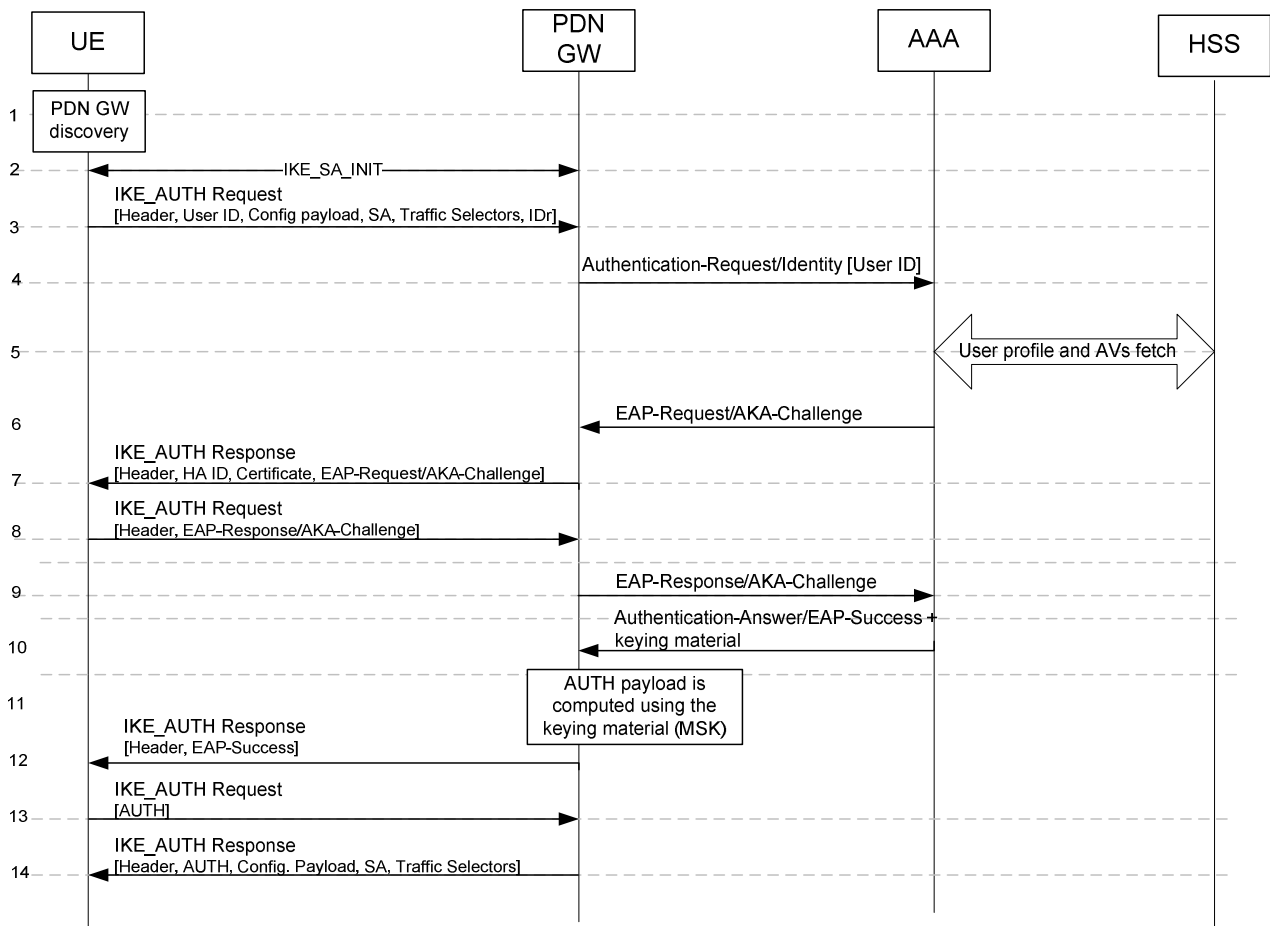 UE
PDN
GW
AAA
HSS
1
PDN GW
discovery
2
IKE_SA_INIT
IKE_AUTH Request
[Header, User ID, Config payload, SA, Traffic Selectors, IDr]
3
4
Authentication-Request/Identity [User ID]
5
User profile and AVs fetch
6
EAP-Request/AKA-Challenge
IKE_AUTH Response
7
[Header, HA ID, Certificate, EAP-Request/AKA-Challenge]
IKE_AUTH Request
8
[Header, EAP-Response/AKA-Challenge]
9
EAP-Response/AKA-Challenge
Authentication-Answer/EAP-Success +
keying material
10
11
AUTH payload is
computed using the
keying material (MSK)
IKE_AUTH Response
[Header, EAP-Success]
12
IKE_AUTH Request
[AUTH]
13
IKE_AUTH Response
[Header, AUTH, Config. Payload, SA, Traffic Selectors]
14